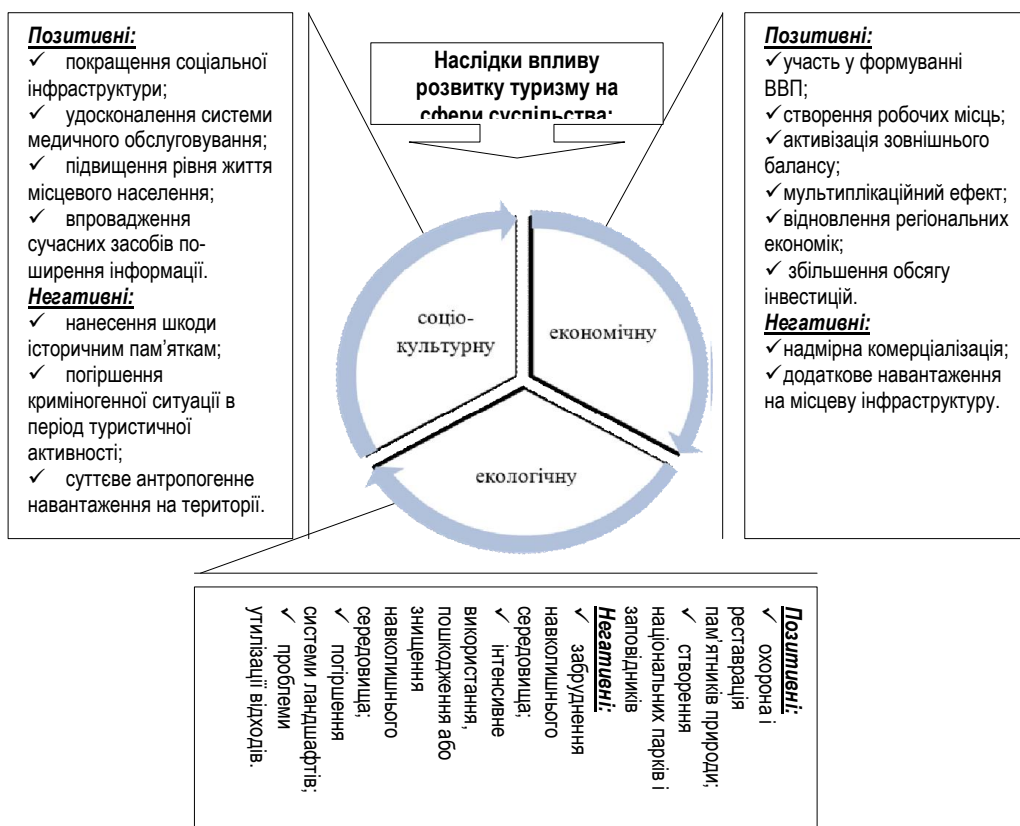 Наслідки впливу
розвитку туризму на
сфери суспільства:
Позитивні:
✓ покращення соціальної
інфраструктури;
✓ удосконалення системи
медичного обслуговування;
✓ підвищення рівня життя
місцевого населення;
✓ впровадження
сучасних засобів по-
ширення інформації.
Негативні:
✓ нанесення шкоди
історичним пам’яткам;
✓ погіршення
криміногенної ситуації в
період туристичної
активності;
✓ суттєве антропогенне
навантаження на території.
Позитивні:
✓участь у формуванні
ВВП;
✓створення робочих місць;
✓активізація зовнішнього
балансу;
✓мультиплікаційний ефект;
✓відновлення регіональних
економік;
✓ збільшення обсягу
інвестицій.
Негативні:
✓надмірна комерціалізація;
✓додаткове навантаження
на місцеву інфраструктуру.
соціо-
культурну
економічну
екологічну
Позитивні:
✓ охорона і
реставрація
пам’ятників природи;
✓ створення
національних парків і
заповідників
Негативні:
✓ забруднення
навколишнього
середовища;
✓ інтенсивне
використання,
пошкодження або
знищення
навколишнього
середовища;
✓ погіршення
системи ландшафтів;
✓ проблеми
утилізації відходів.